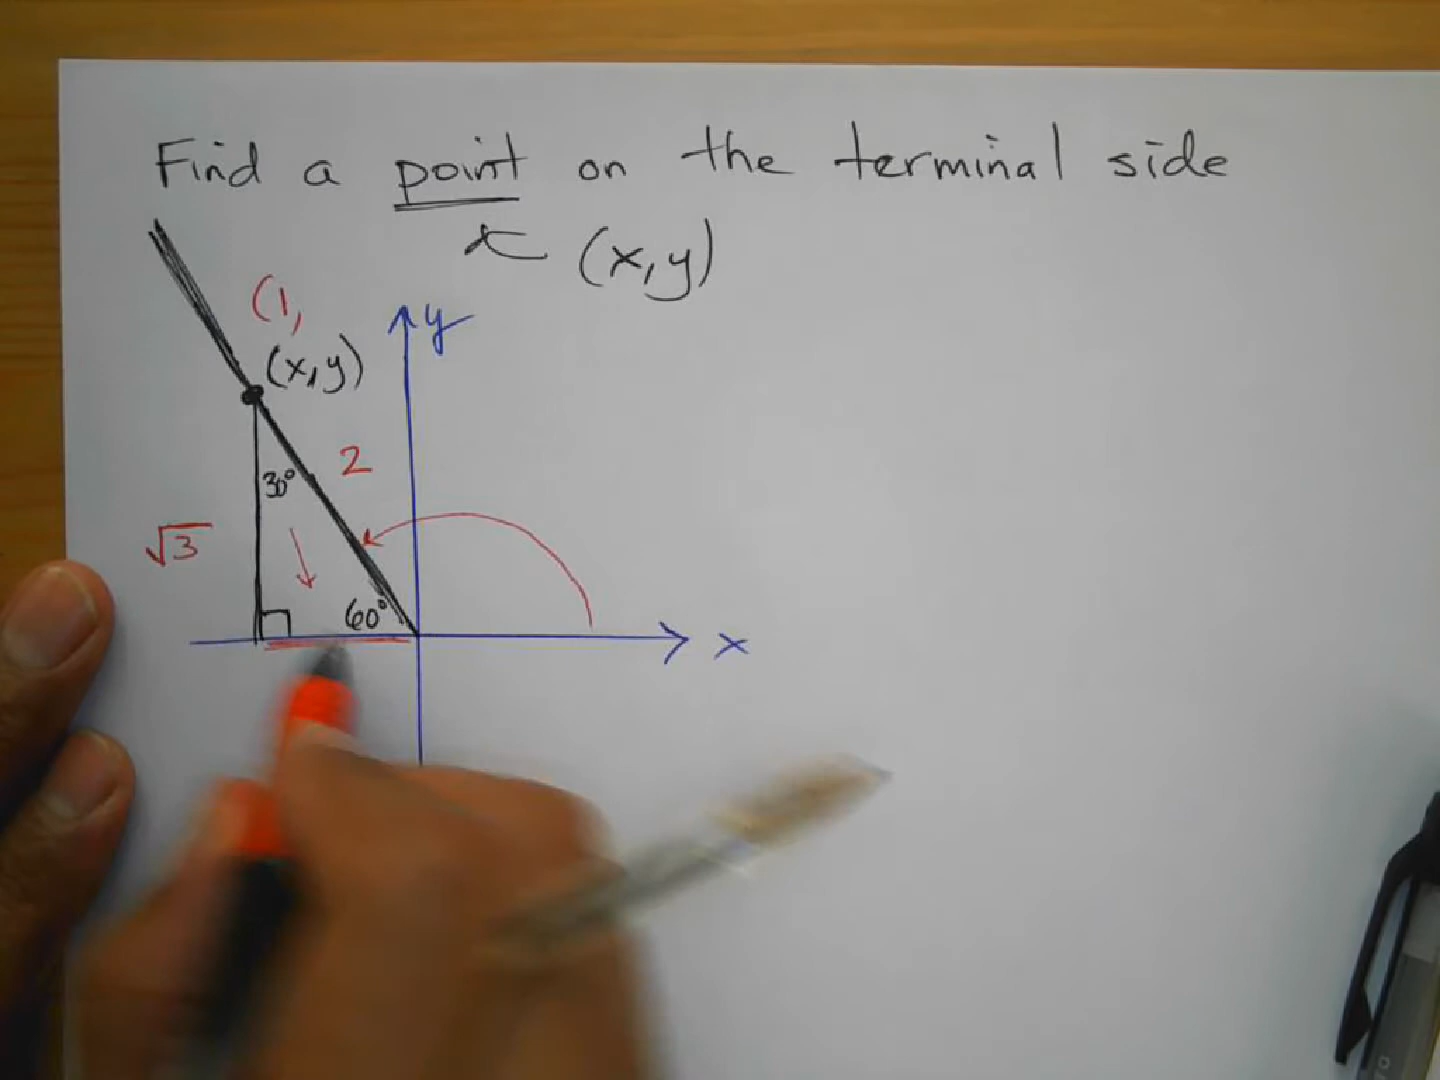 Find a point on the terminal side
(x,y)
(1,
y
(x,y)
2
30°
√3
60°
x